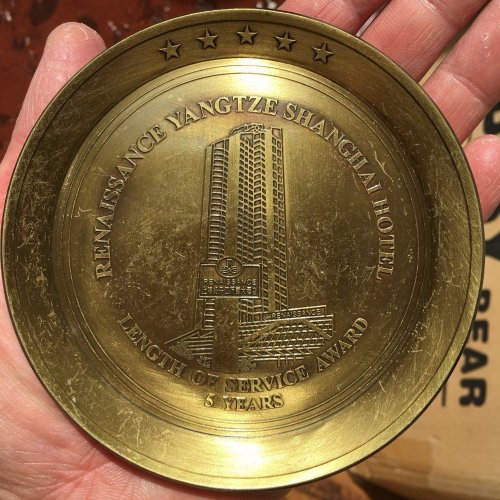 RENAISSANCE YANGTZE SHANGHAI HOTEL
RENAISSANCE
RENAISSANCE
LENGTH OF SERVICE AWARD
5 YEARS
BEAR